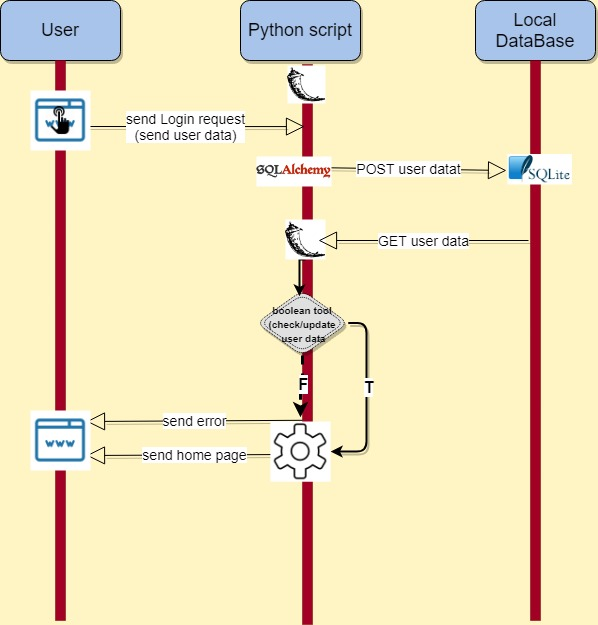 User
Python script
Local
DataBase
send Login request
(send user data)
SQLAlchemy
POST user datat
SQLite
GET user data
boolean tool
(check/update
user data
F
T
send error
www
send home page